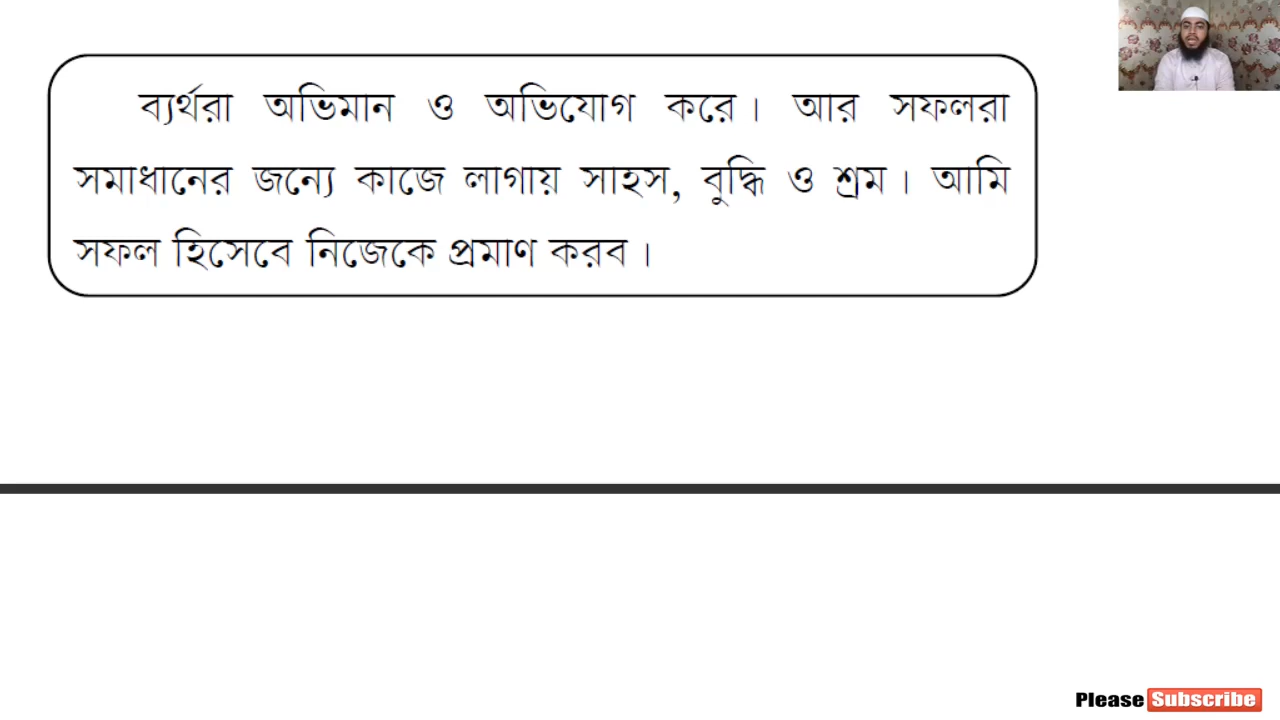 ব্যর্থরা অভিমান ও অভিযোগ করে। আর সফলরা
সমাধানের জন্যে কাজে লাগায় সাহস, বুদ্ধি ও শ্রম। আমি
সফল হিসেবে নিজেকে প্রমাণ করব।
Please Subscribe